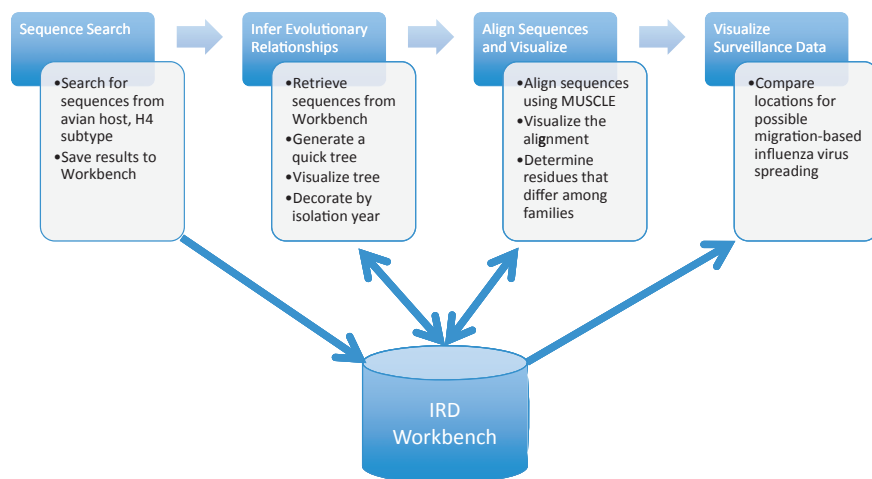 Sequence Search
•Search for
sequences from
avian host, H4
subtype
•Save results to
Workbench
Infer Evolutionary
Relationships
•Retrieve
sequences from
Workbench
•Generate a
quick tree
•Visualize tree
•Decorate by
isolation year
Align Sequences
and Visualize
•Align sequences
using MUSCLE
•Visualize the
alignment
•Determine
residues that
differ among
families
Visualize
Surveillance Data
•Compare
locations for
possible
migration-based
influenza virus
spreading
IRD
Workbench